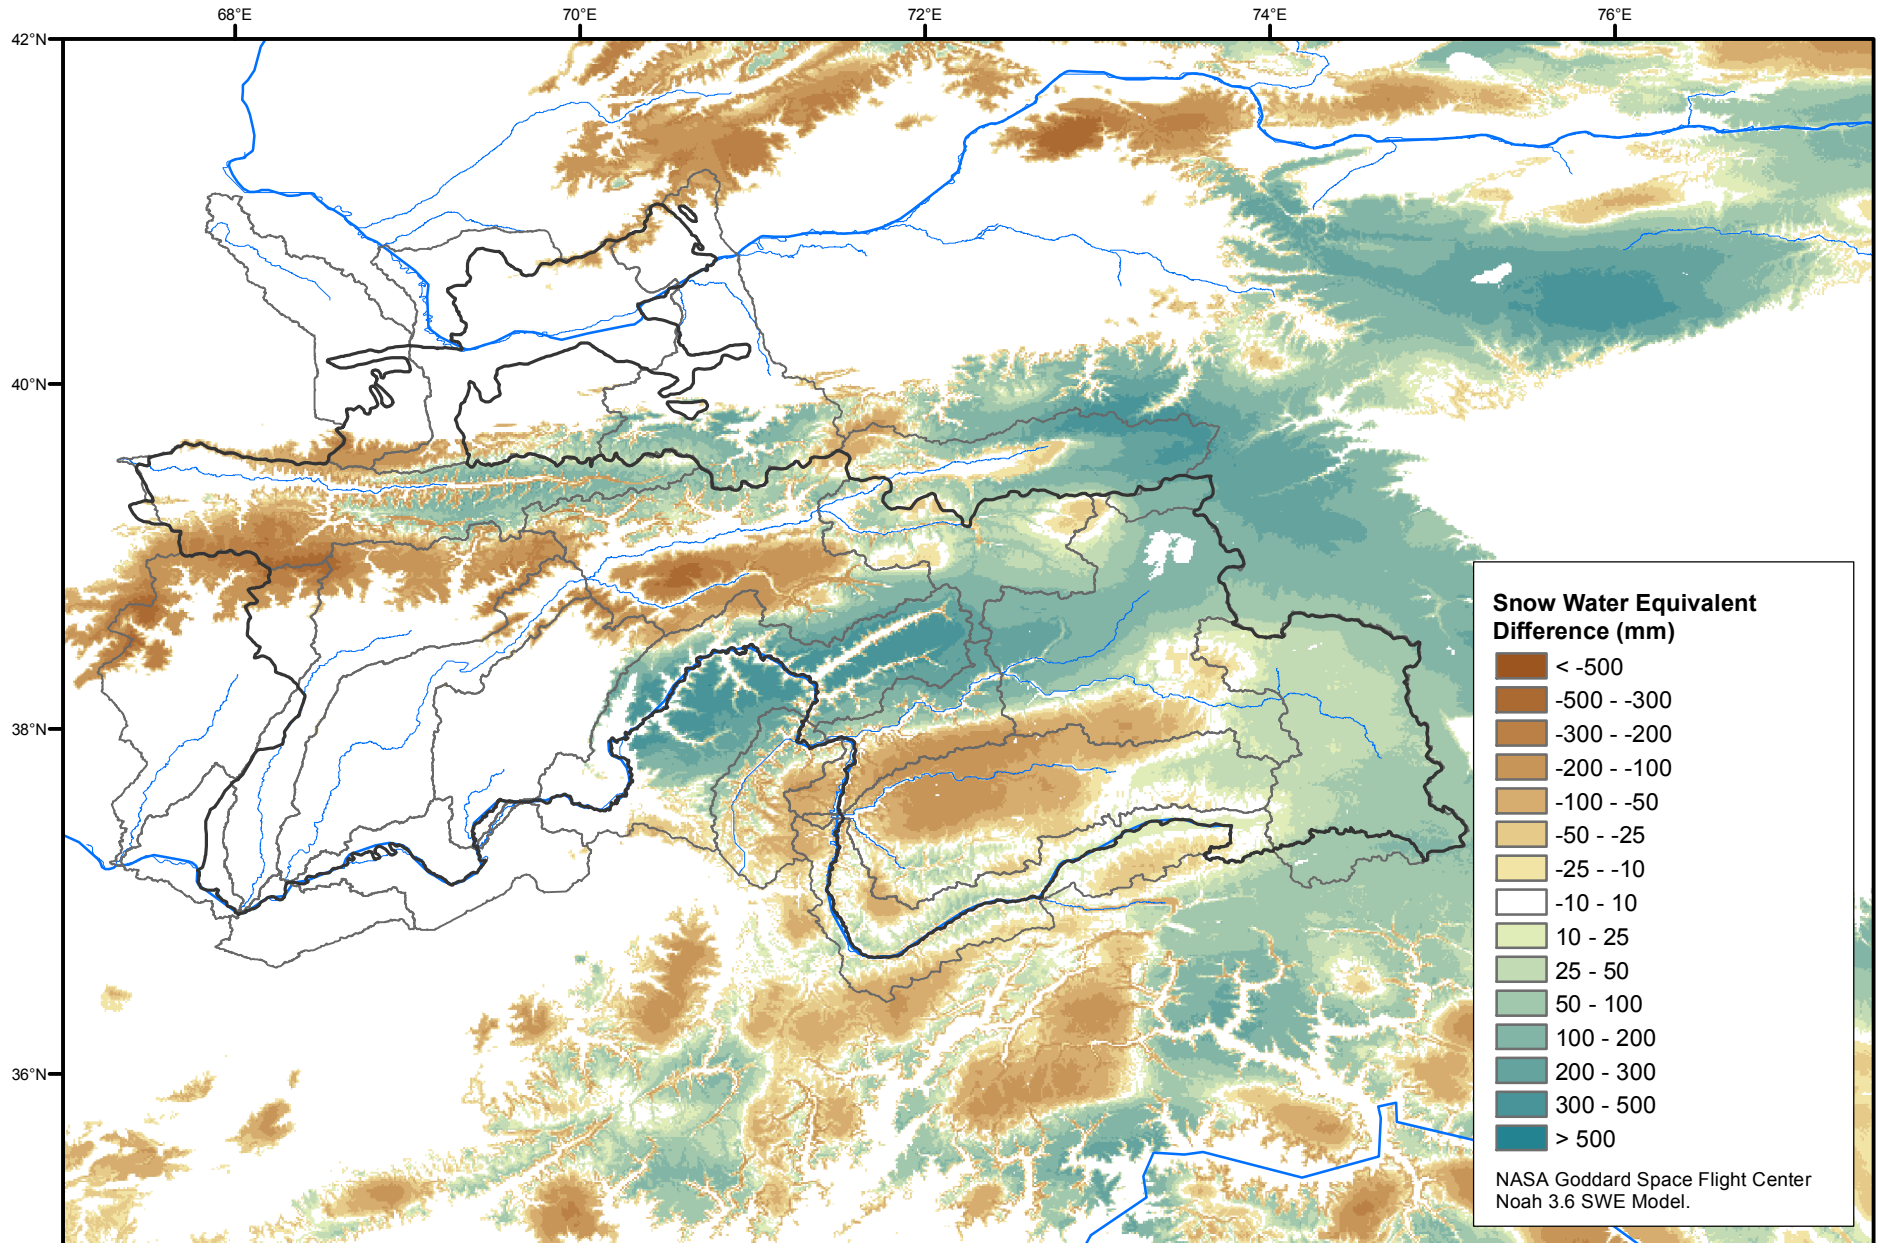 68°E 70°E 72°E 74°E 76°E
42°N
40°N
38°N
36°N
Snow Water Equivalent
Difference (mm)
< -500
-500 - -300
-300 - -200
-200 - -100
-100 - -50
-50 - -25
-25 - -10
-10 - 10
10 - 25
25 - 50
50 - 100
100 - 200
200 - 300
300 - 500
> 500
NASA Goddard Space Flight Center
Noah 3.6 SWE Model.